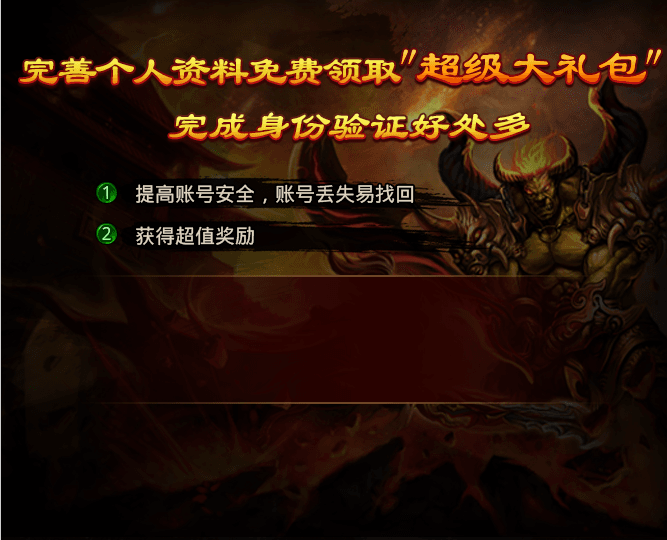 完善个人资料免费领取"超级大礼包"
完成身份验证好处多
① 提高账号安全，账号丢失易找回
② 获得超值奖励